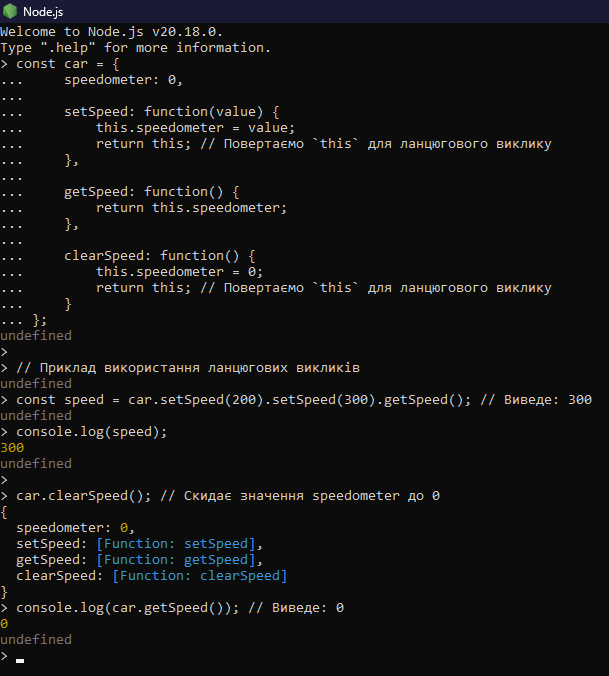 Node.js
Welcome to Node.js v20.18.0.
Type ".help" for more information.
> const car = {
...     speedometer: 0,
...
...     setSpeed: function(value) {
...         this.speedometer = value;
...         return this; // Повертаємо `this` для ланцюгового виклику
...     },
...
...     getSpeed: function() {
...         return this.speedometer;
...     },
...
...     clearSpeed: function() {
...         this.speedometer = 0;
...         return this; // Повертаємо `this` для ланцюгового виклику
...     }
... };
undefined
>
> // Приклад використання ланцюгових викликів
undefined
> const speed = car.setSpeed(200).setSpeed(300).getSpeed(); // Виведе: 300
undefined
> console.log(speed);
300
undefined
>
> car.clearSpeed(); // Скидає значення speedometer до 0
{
  speedometer: 0,
  setSpeed: [Function: setSpeed],
  getSpeed: [Function: getSpeed],
  clearSpeed: [Function: clearSpeed]
}
> console.log(car.getSpeed()); // Виведе: 0
0
undefined
>